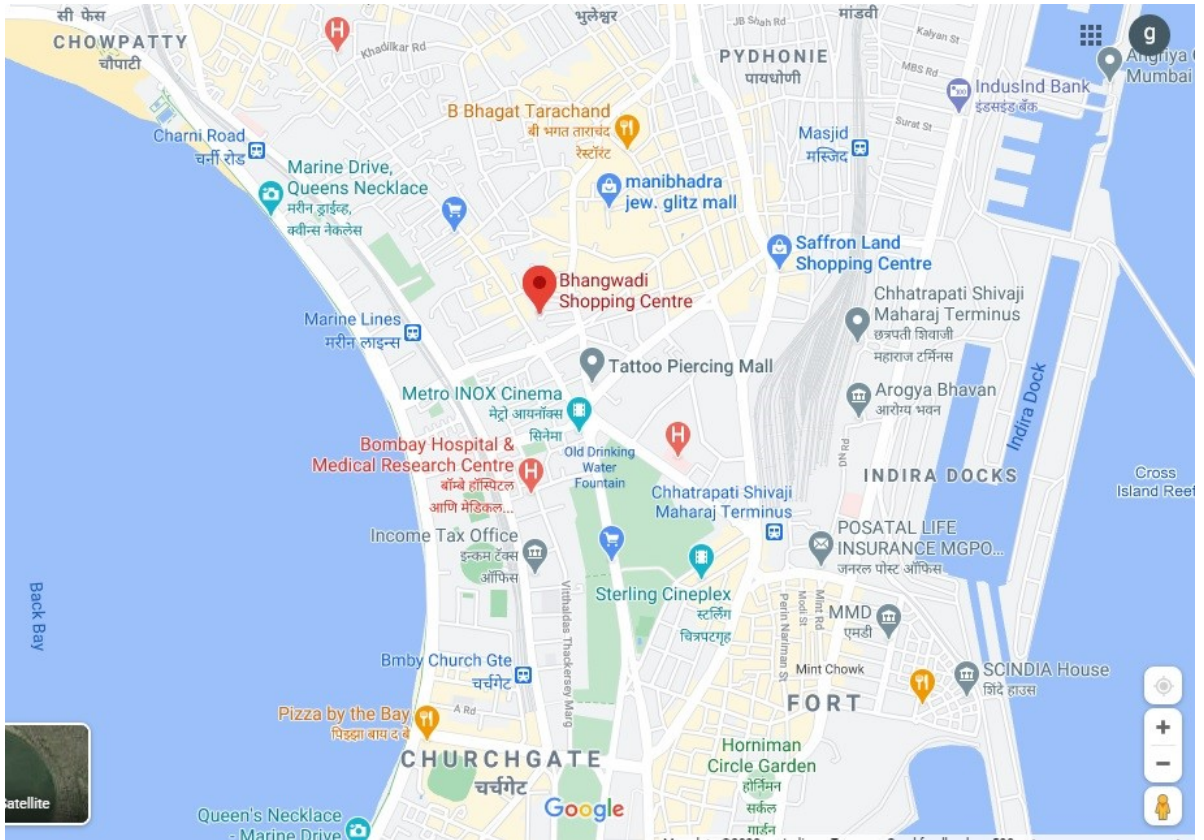 सी फेस
CHOWPATTY
चौपाटी
भुलेश्वर
JB Shah Rd
मांडवी
Khadilkar Rd
PYDHONIE
पायधोणी
Kalyan St
MBS Rd
g
Angriya
Mumbai
IndusInd Bank
इंडसइंड बँक
Surat St
B Bhagat Tarachand
बी भगत ताराचंद
रेस्टॉरंट
Charni Road
चर्नी रोड
Masjid
मस्जिद
Marine Drive,
Queens Necklace
मरीन ड्राईव्ह,
क्वीन्स नेकलेस
manibhadra
jew. glitz mall
Saffron Land
Shopping Centre
Bhangwadi
Shopping Centre
Chhatrapati Shivaji
Maharaj Terminus
छत्रपती शिवाजी
महाराज टर्मिनस
Marine Lines
मरीन लाइन्स
Tattoo Piercing Mall
Metro INOX Cinema
मेट्रो आयनॉक्स
सिनेमा
Arogya Bhavan
आरोग्य भवन
Indira Dock
Bombay Hospital &
Medical Research Centre
बॉम्बे हॉस्पिटल
आणि मेडिकल...
Old Drinking
Water
Fountain
PD Mello Rd
INDIRA DOCKS
Cross
Island Reef
Chhatrapati Shivaji
Maharaj Terminus
Income Tax Office
इन्कम टॅक्स
ऑफिस
POSATAL LIFE
INSURANCE MGPO...
जनरल पोस्ट ऑफिस
Back Bay
Vitthaldas Thackersey Marg
Sterling Cineplex
स्टर्लिंग
चित्रपटगृह
Perin Nariman St
Modi St
Mint Rd
MMD
एमडी
Bmby Church Gte
चर्चगेट
Mint Chowk
SCINDIA House
शिंदे हाउस
FORT
A Rd
Pizza by the Bay
पिझ्झा बाय द बे
CHURCHGATE
चर्चगेट
Horniman
Circle Garden
होर्निमन
सर्कल
गार्डन
Satellite
Google
Queen's Necklace
- Marine Drive